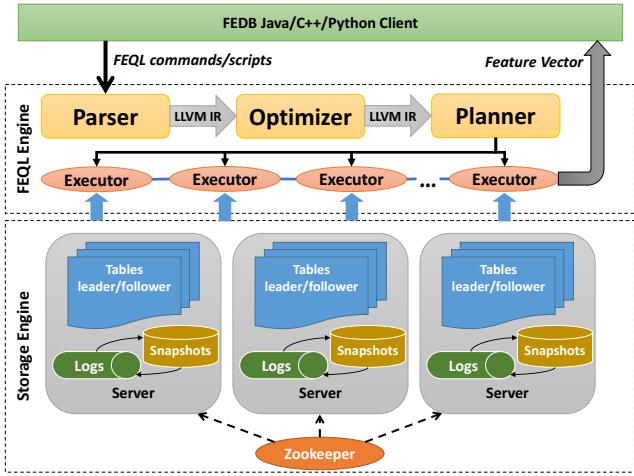 FEDB Java/C++/Python Client
FEQL commands/scripts
Feature Vector
FEQL Engine
Parser
LLVM IR
Optimizer
LLVM IR
Planner
Executor
Executor
Executor
...
Executor
Storage Engine
Tables
leader/follower
Snapshots
Logs
Server
Tables
leader/follower
Snapshots
Logs
Server
Tables
leader/follower
Snapshots
Logs
Server
Zookeeper